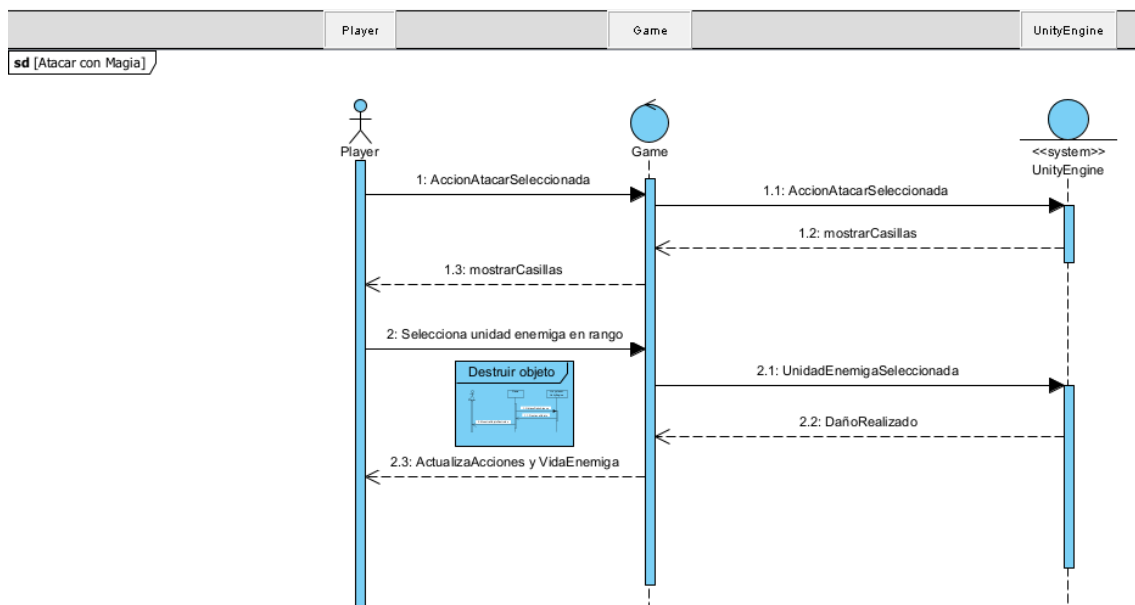 Player Game UnityEngine
sd [Atacar con Magia]
Player
Game
<<system>>
UnityEngine
1: AccionAtacarSeleccionada
1.1: AccionAtacarSeleccionada
1.2: mostrarCasillas
1.3: mostrarCasillas
2: Selecciona unidad enemiga en rango
Destruir objeto
2.1: UnidadEnemigaSeleccionada
2.2: DañoRealizado
2.3: ActualizaAcciones y VidaEnemiga